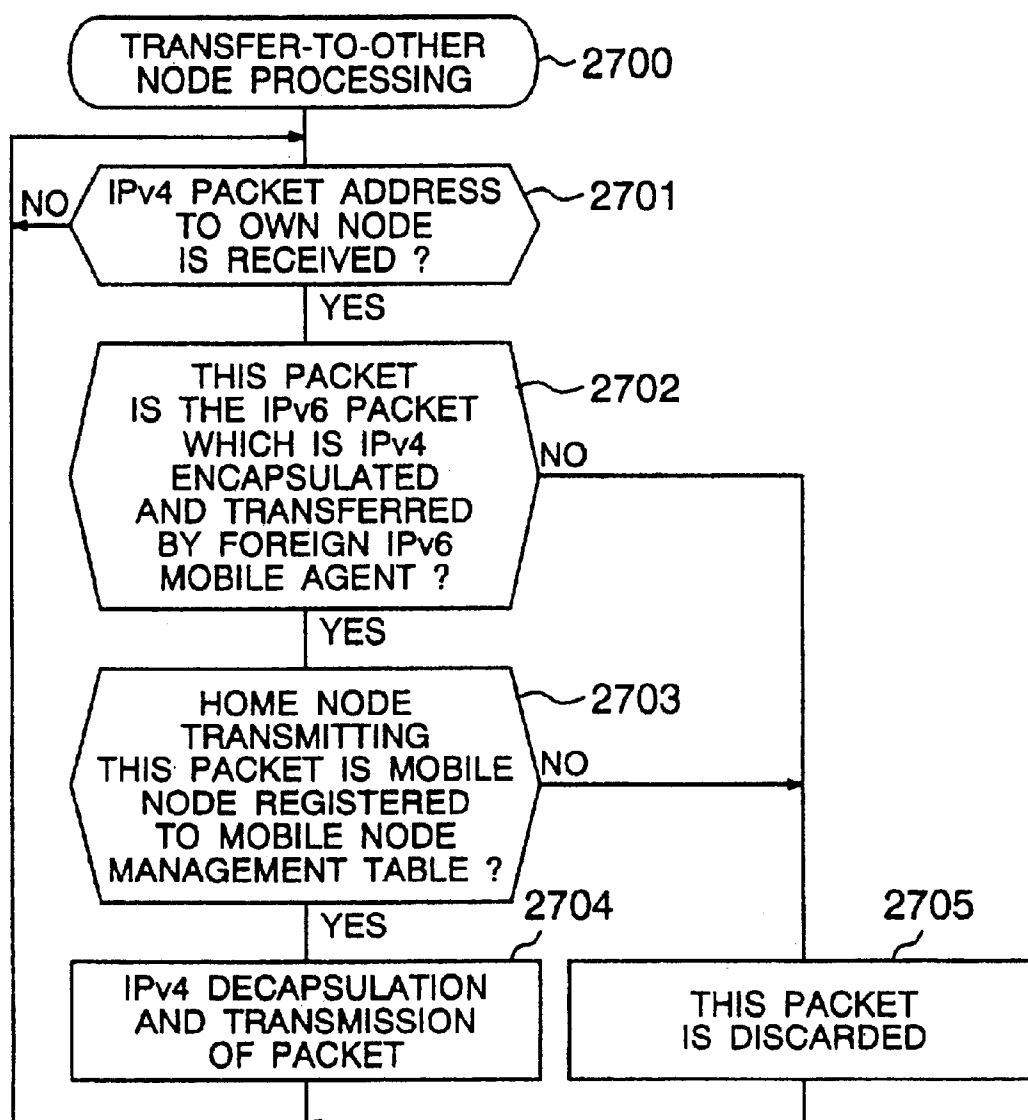 TRANSFER-TO-OTHER
NODE PROCESSING
2700
NO
IPv4 PACKET ADDRESS
TO OWN NODE
IS RECEIVED ?
2701
YES
THIS PACKET
IS THE IPv6 PACKET
WHICH IS IPv4
ENCAPSULATED
AND TRANSFERRED
BY FOREIGN IPv6
MOBILE AGENT ?
2702
NO
YES
HOME NODE
TRANSMITTING
THIS PACKET IS MOBILE
NODE REGISTERED
TO MOBILE NODE
MANAGEMENT TABLE ?
2703
NO
YES
2704
IPv4 DECAPSULATION
AND TRANSMISSION
OF PACKET
2705
THIS PACKET
IS DISCARDED